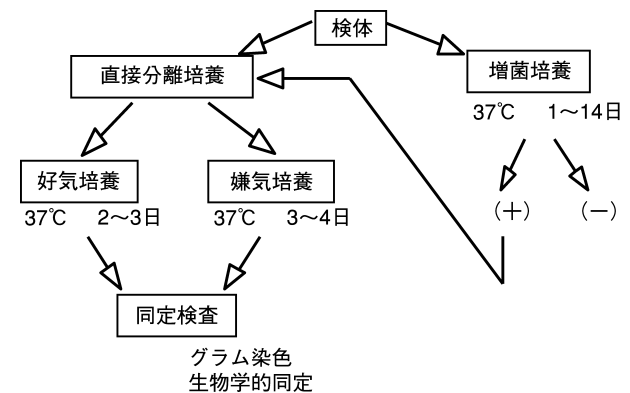 検体
直接分離培養
増菌培養
37℃ 1～14日
好気培養
嫌気培養
37℃ 2～3日
37℃ 3～4日
(＋)
(－)
同定検査
グラム染色
生物学的同定